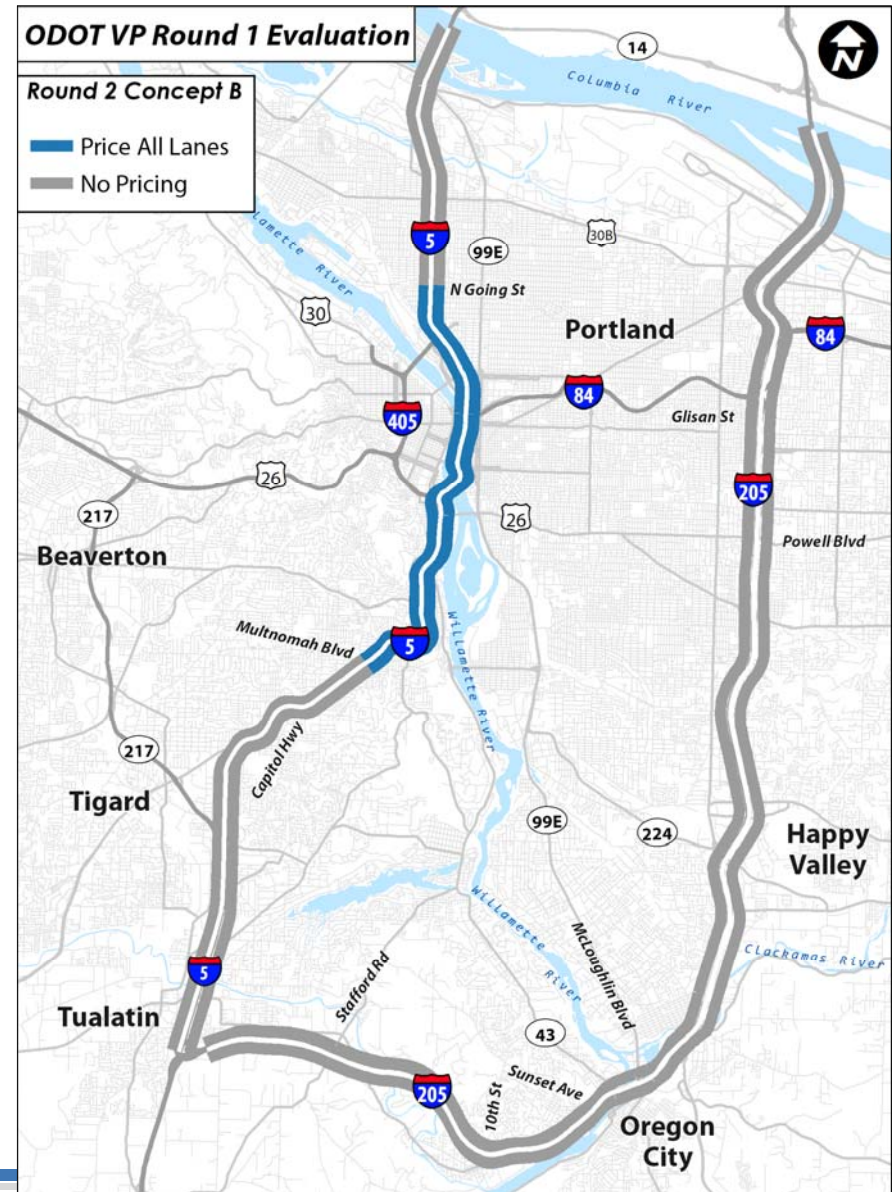 ODOT VP Round 1 Evaluation
Round 2 Concept B
Price All Lanes
No Pricing
14
N
Columbia River
5
99E
30B
N Going St
lamette River
30
Portland
84
84
405
Glisan St
26
205
217
26
Powell Blvd
Beaverton
Multnomah Blvd
5
Willamette River
Capitol Hwy
217
Tigard
99E
224
Happy
Valley
Willamette River
McLoughlin Blvd
Clackamas River
Stafford Rd
5
Tualatin
43
Sunset Ave
10th St
205
Oregon
City